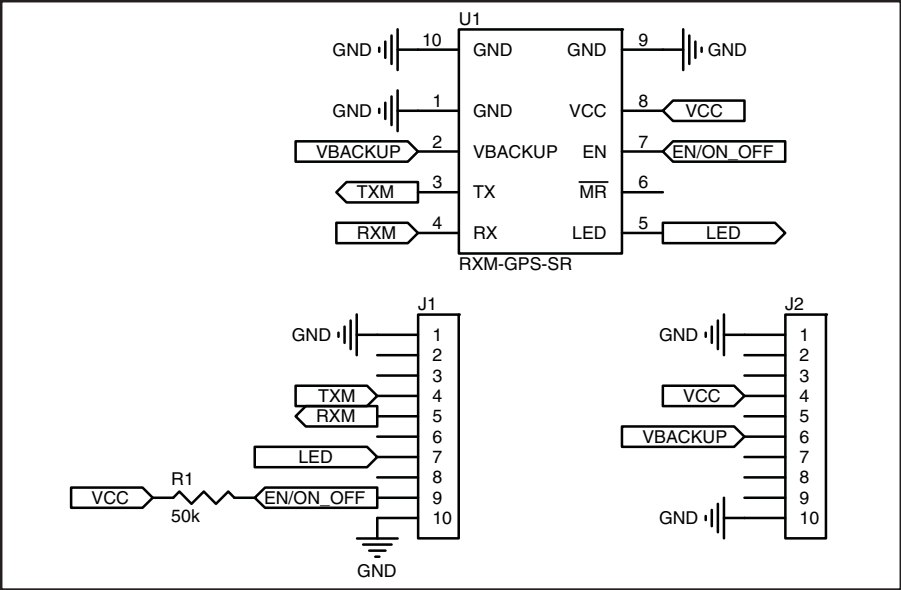 U1
GND 10 GND GND 9 GND
GND 1 GND VCC 8 VCC
VBACKUP 2 VBACKUP EN 7 EN/ON_OFF
TXM 3 TX MR 6
RXM 4 RX LED 5 LED
RXM-GPS-SR
J1
GND 1
2
3
TXM 4
RXM 5
6
LED 7
8
R1
VCC EN/ON_OFF 9
50k
10
GND
J2
GND 1
2
3
VCC 4
5
VBACKUP 6
7
8
9
GND 10